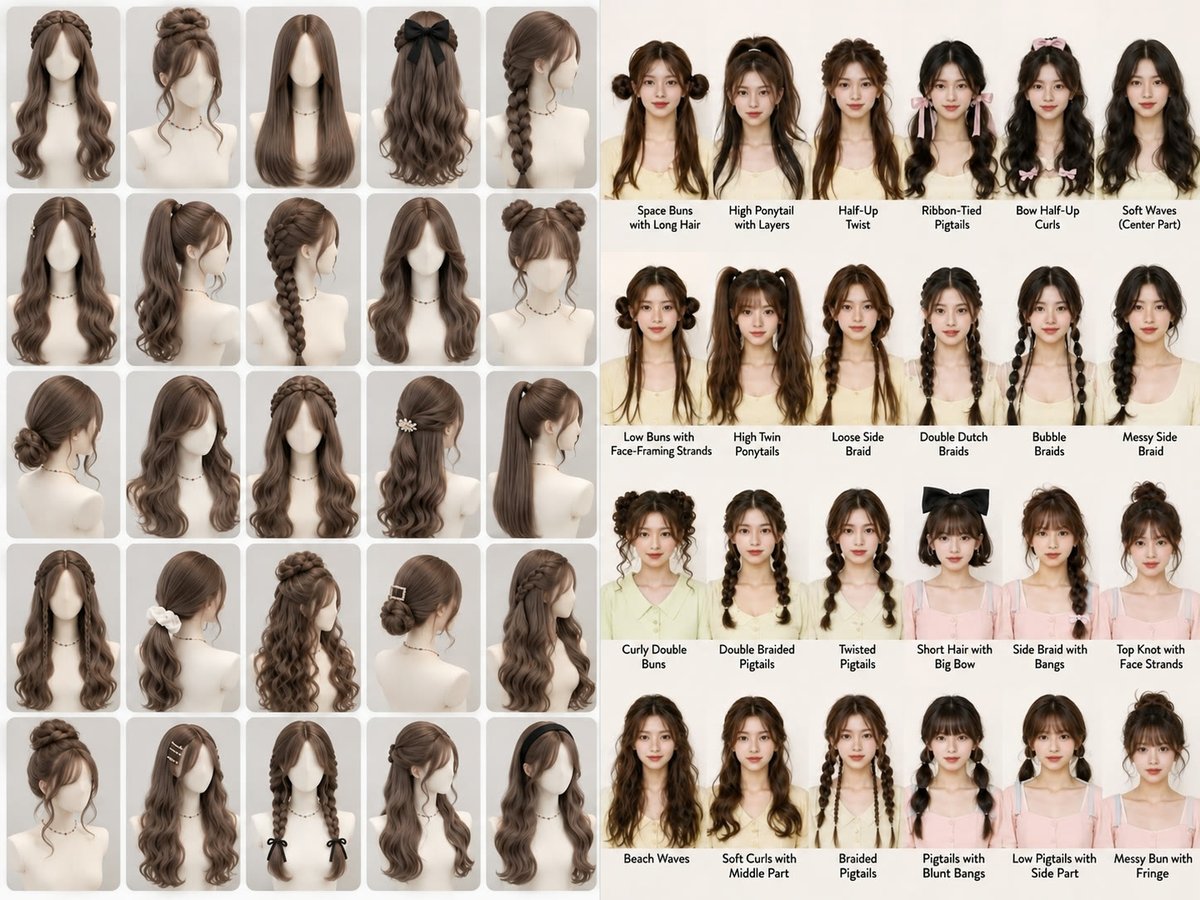 Space Buns
with Long Hair
High Ponytail
with Layers
Half-Up
Twist
Ribbon-Tied
Pigtails
Bow Half-Up
Curls
Soft Waves
(Center Part)
Low Buns with
Face-Framing Strands
High Twin
Ponytails
Loose Side
Braid
Double Dutch
Braids
Bubble
Braids
Messy Side
Braid
Curly Double
Buns
Double Braided
Pigtails
Twisted
Pigtails
Short Hair with
Big Bow
Side Braid with
Bangs
Top Knot with
Face Strands
Beach Waves
Soft Curls with
Middle Part
Braided
Pigtails
Pigtails with
Blunt Bangs
Low Pigtails with
Side Part
Messy Bun with
Fringe